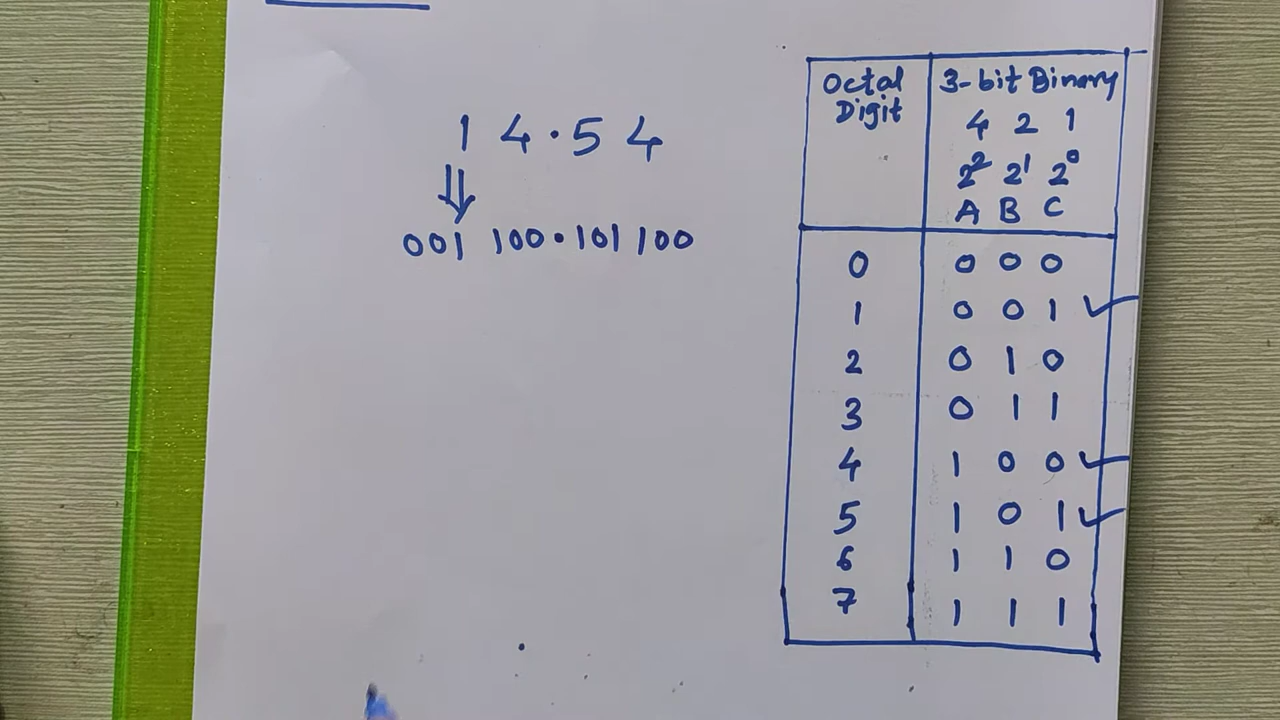 1 4.54
001 100.101 100
Octal Digit 3-bit Binary
4 2 1
2² 2¹ 2⁰
A B C
0 0 0 0
1 0 0 1 ✓
2 0 1 0
3 0 1 1
4 1 0 0 ✓
5 1 0 1 ✓
6 1 1 0
7 1 1 1